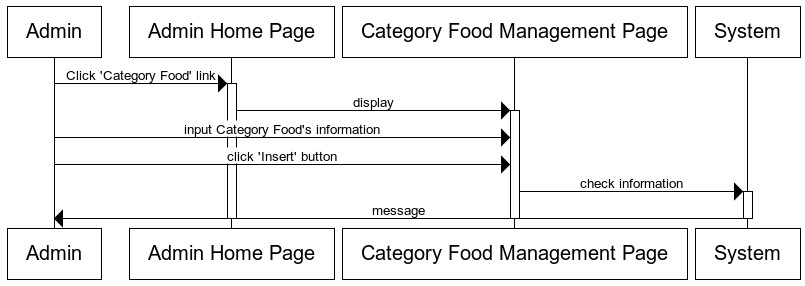 Admin
Admin Home Page
Category Food Management Page
System
Click 'Category Food' link
display
input Category Food's information
click 'Insert' button
check information
message
Admin
Admin Home Page
Category Food Management Page
System